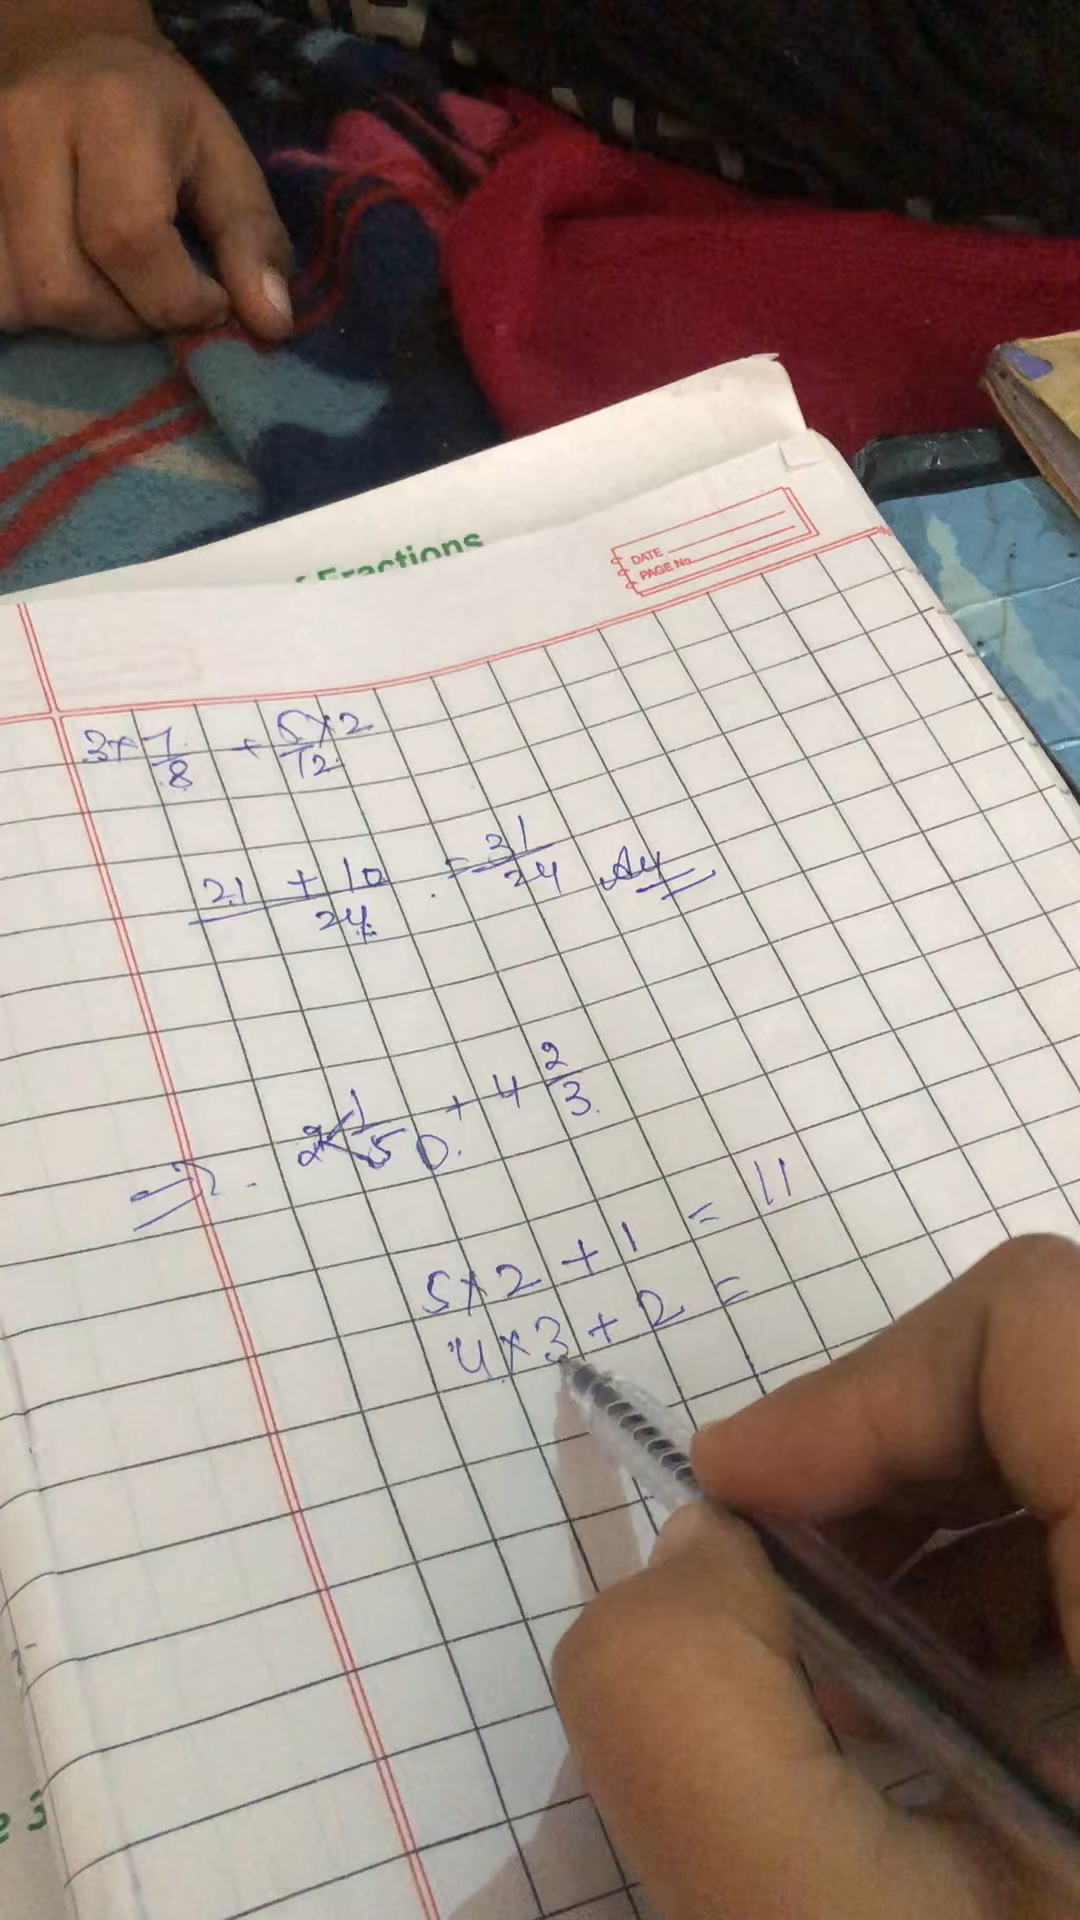 Fractions
DATE
PAGE No.
3×7/8 + 5×2/12
21 + 10/24 = 31/24
2 1/5 + 4 2/3
5×2+1 = 11
4×3+2 =